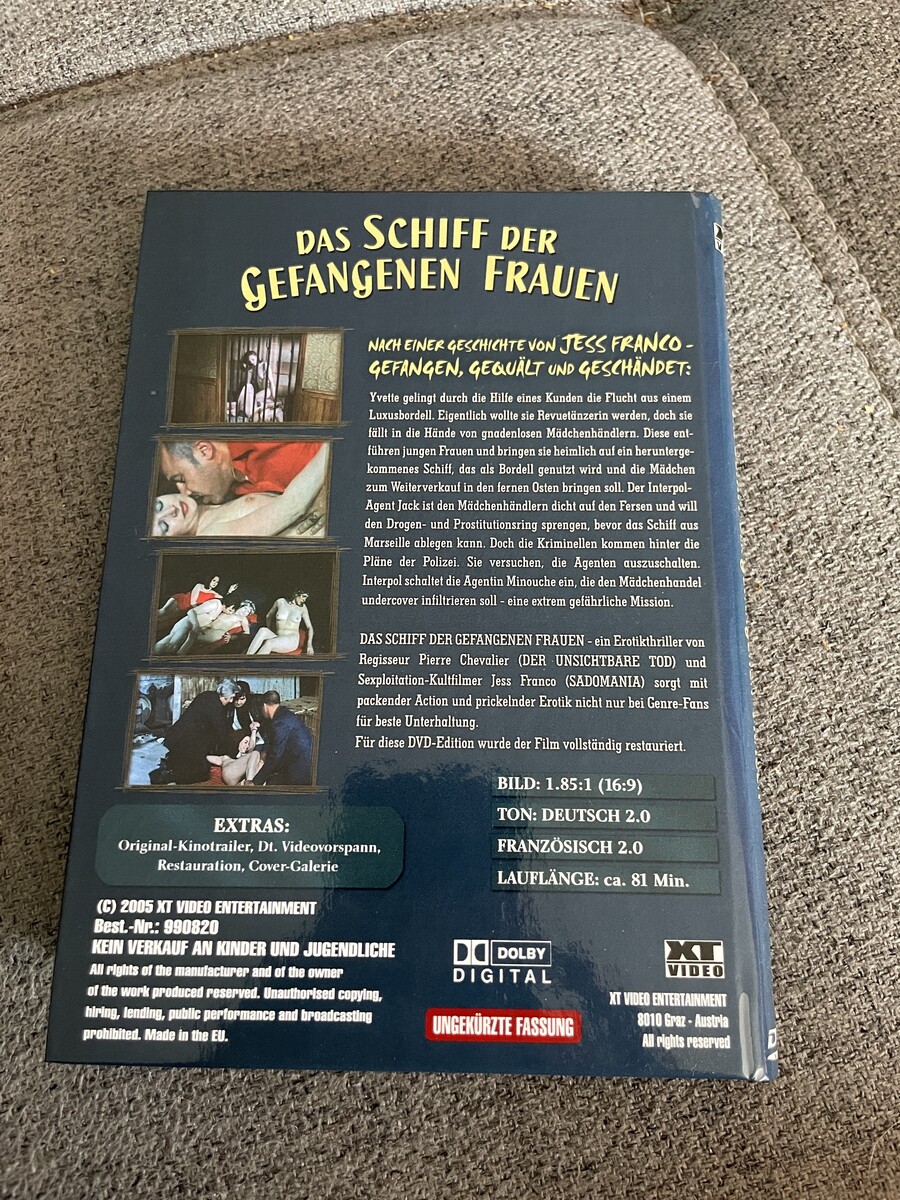 DAS SCHIFF DER
GEFANGENEN FRAUEN
NACH EINER GESCHICHTE VON JESS FRANCO -
GEFANGEN, GEQUÄLT UND GESCHÄNDET:
Yvette gelingt durch die Hilfe eines Kunden die Flucht aus einem
Luxusbordell. Eigentlich wollte sie Revuetänzerin werden, doch sie
fällt in die Hände von gnadenlosen Mädchenhändlern. Diese ent-
führen jungen Frauen und bringen sie heimlich auf ein herunterge-
kommenes Schiff, das als Bordell genutzt wird und die Mädchen
zum Weiterverkauf in den fernen Osten bringen soll. Der Interpol-
Agent Jack ist den Mädchenhändlern dicht auf den Fersen und will
den Drogen- und Prostitutionsring sprengen, bevor das Schiff aus
Marseille ablegen kann. Doch die Kriminellen kommen hinter die
Pläne der Polizei. Sie versuchen, die Agenten auszuschalten.
Interpol schaltet die Agentin Minouche ein, die den Mädchenhandel
undercover infiltrieren soll - eine extrem gefährliche Mission.
DAS SCHIFF DER GEFANGENEN FRAUEN - ein Erotikthriller von
Regisseur Pierre Chevalier (DER UNSICHTBARE TOD) und
Sexploitation-Kultfilmer Jess Franco (SADOMANIA) sorgt mit
packender Action und prickelnder Erotik nicht nur bei Genre-Fans
für beste Unterhaltung.
Für diese DVD-Edition wurde der Film vollständig restauriert.
BILD: 1.85:1 (16:9)
TON: DEUTSCH 2.0
FRANZÖSISCH 2.0
LAUFLÄNGE: ca. 81 Min.
EXTRAS:
Original-Kinotrailer, Dt. Videovorspann,
Restauration, Cover-Galerie
(C) 2005 XT VIDEO ENTERTAINMENT
Best.-Nr.: 990820
KEIN VERKAUF AN KINDER UND JUGENDLICHE
All rights of the manufacturer and of the owner
of the work produced reserved. Unauthorised copying,
hiring, lending, public performance and broadcasting
prohibited. Made in the EU.
DOLBY
DIGITAL
UNGEKÜRZTE FASSUNG
XT
VIDEO
XT VIDEO ENTERTAINMENT
8010 Graz - Austria
All rights reserved